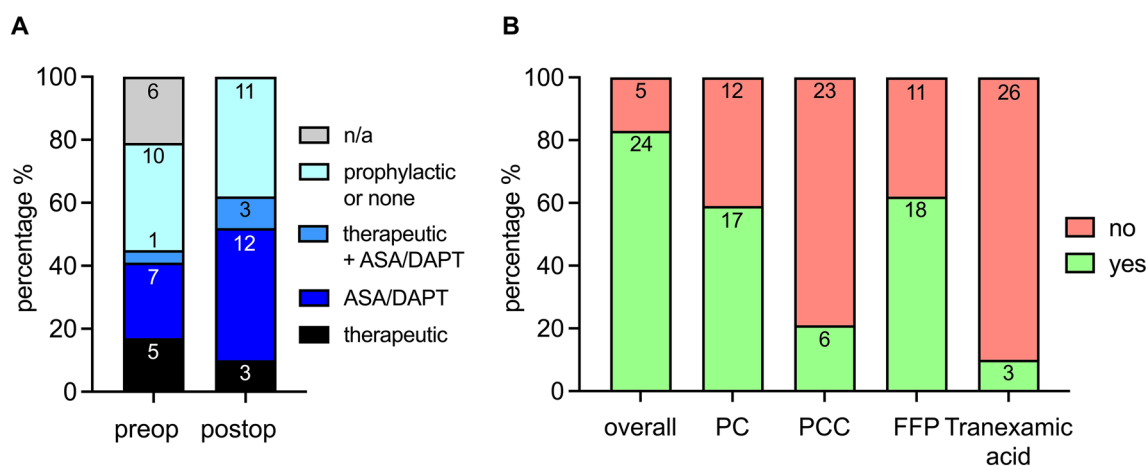 A
percentage %
100
80
60
40
20
0
6
10
1
7
5
11
3
12
3
preop
postop
n/a
prophylactic
or none
therapeutic
+ ASA/DAPT
ASA/DAPT
therapeutic
B
percentage %
100
80
60
40
20
0
5
24
12
17
23
6
11
18
26
3
overall
PC
PCC
FFP
Tranexamic
acid
no
yes